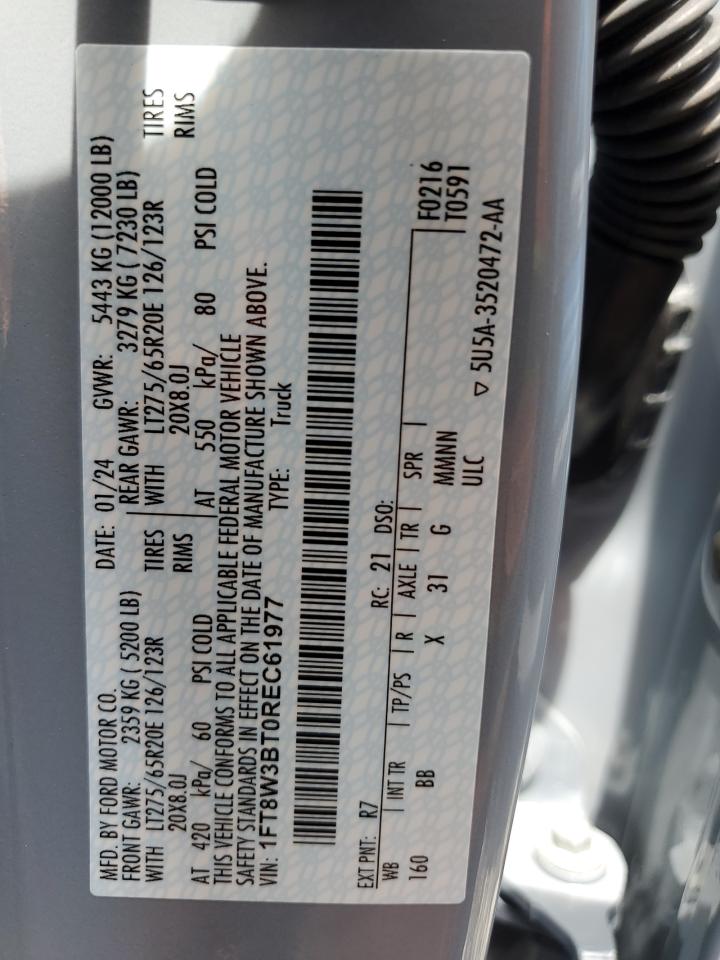 MFD. BY FORD MOTOR CO. DATE: 01/24 GVWR: 5443 KG (12000 LB)
FRONT GAWR: 2359 KG ( 5200 LB) REAR GAWR: 3279 KG ( 7230 LB)
WITH LT275/65R20E 126/123R TIRES WITH LT275/65R20E 126/123R TIRES
20X8.0J RIMS 20X8.0J RIMS
AT 420 kPa/ 60 PSI COLD AT 550 kPa/ 80 PSI COLD
THIS VEHICLE CONFORMS TO ALL APPLICABLE FEDERAL MOTOR VEHICLE
SAFETY STANDARDS IN EFFECT ON THE DATE OF MANUFACTURE SHOWN ABOVE.
VIN: 1FT8W3BT0REC61977 TYPE: Truck
EXT PNT: R7 RC: 21 DSO: F0216
WB | INT TR | TP/PS | R | AXLE | TR | SPR | T0591
160 BB X 31 G MMNN
ULC ▽ 5U5A-3520472-AA